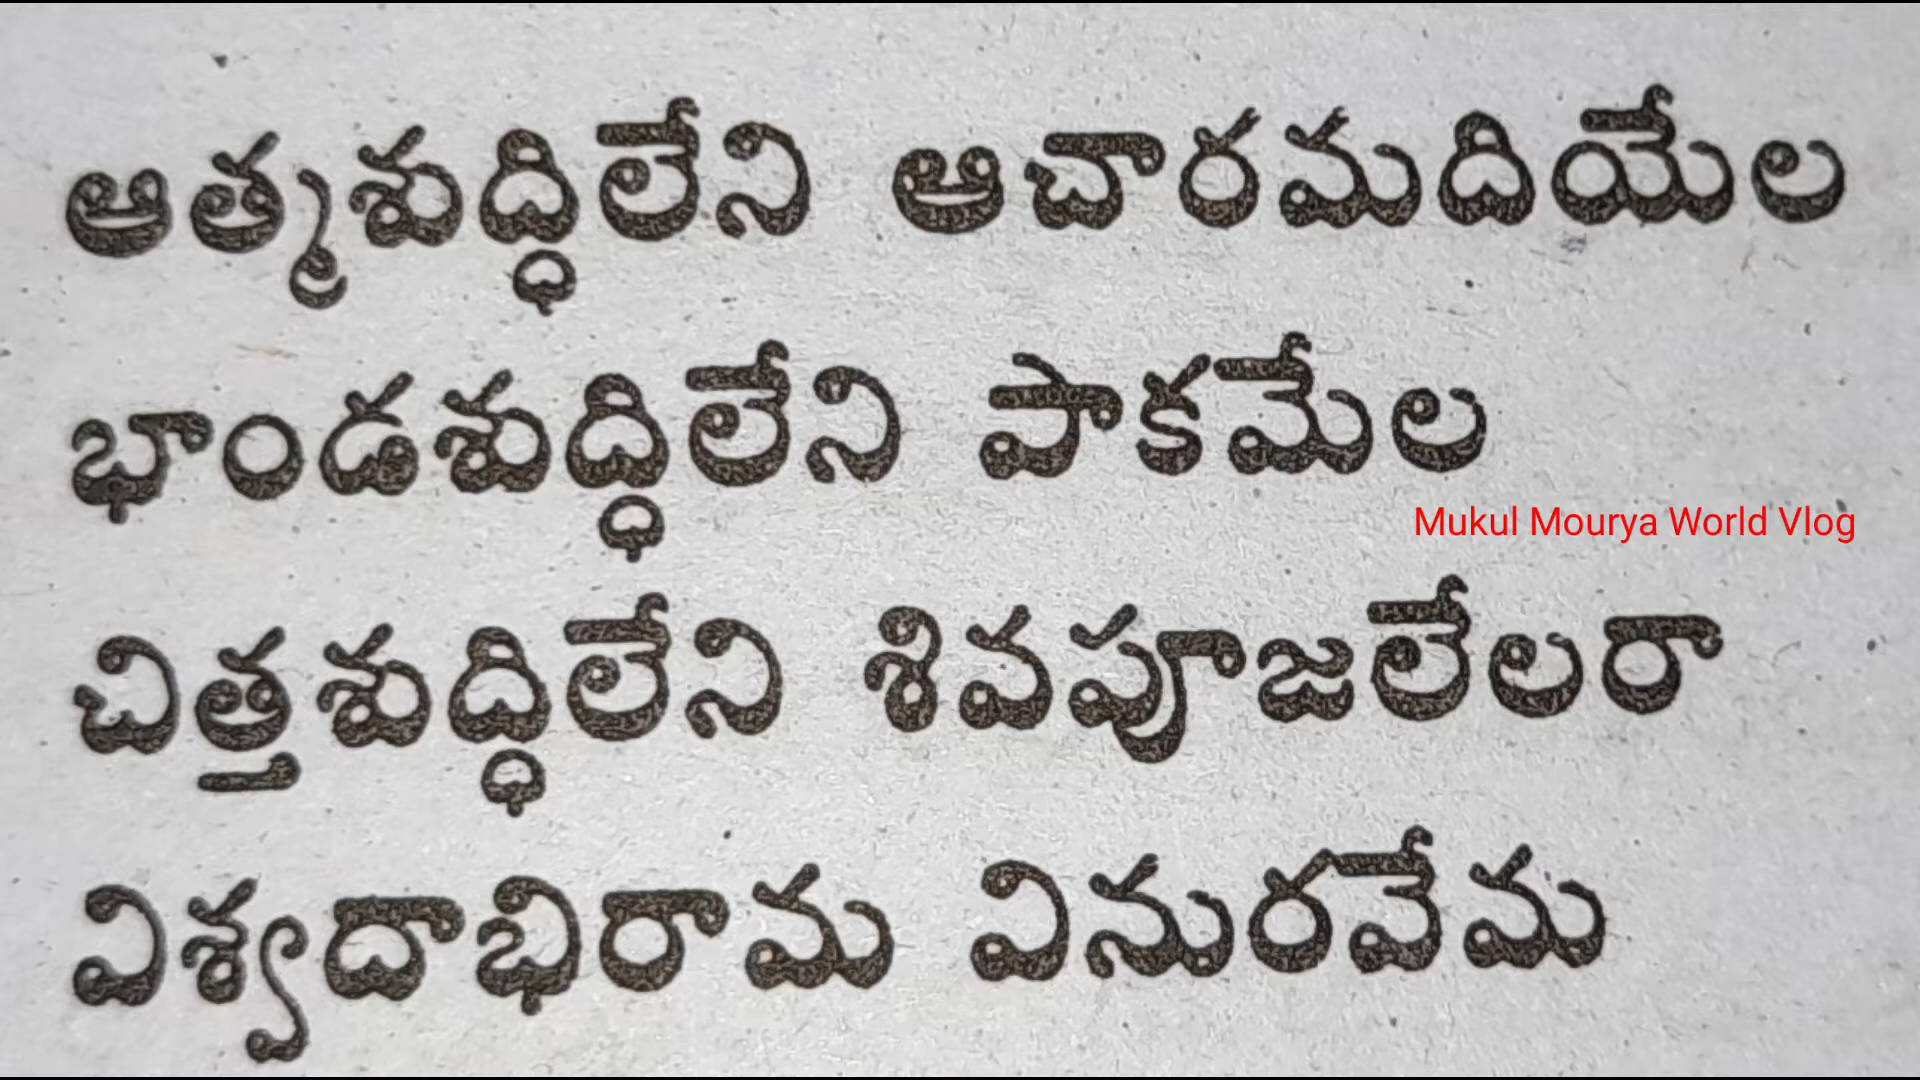 ఆత్మశుద్ధిలేని ఆచారమదియేల
భాండశుద్ధిలేని పాకమేల
Mukul Mourya World Vlog
చిత్తశుద్ధిలేని శివపూజలేలరా
విశ్వదాభిరామ వినురవేమ